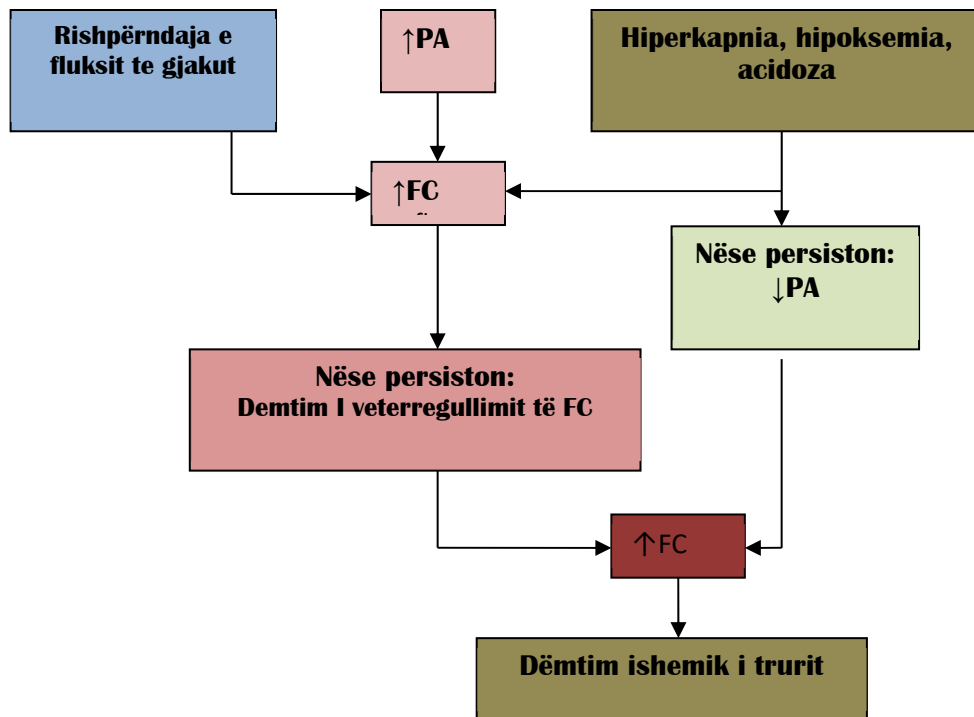 Rishpërndaja e
fluksit te gjakut
↑PA
Hiperkapnia, hipoksemia,
acidoza
↑FC
Nëse persiston:
↓PA
Nëse persiston:
Demtim I veterregullimit të FC
↑FC
Dëmtim ishemik i trurit